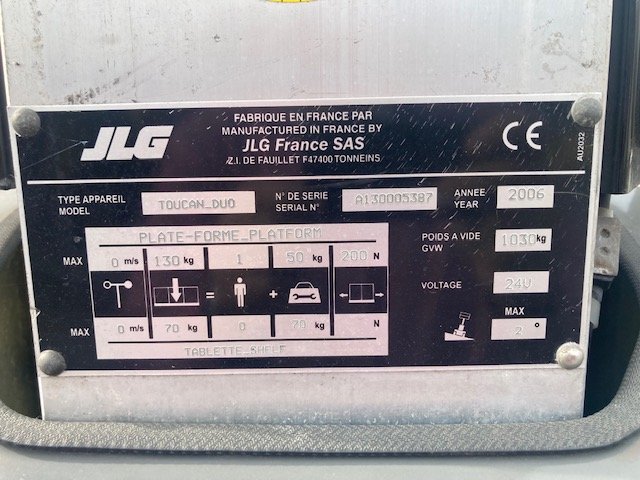 JLG
FABRIQUE EN FRANCE PAR
MANUFACTURED IN FRANCE BY
JLG France SAS
Z.I. DE FAUILLET F47400 TONNEINS
CE
AU2032
TYPE APPAREIL
MODEL
TOUCAN_DUO
N° DE SERIE
SERIAL N°
A130005387
ANNEE
YEAR
2006
PLATE-FORME_PLATFORM
MAX 0 m/s 130 kg 1 50 kg 200 N
= +
MAX 0 m/s 70 kg 0 70 kg N
TABLETTE_SHELF
POIDS A VIDE
GVW
1030 kg
VOLTAGE
24V
MAX
2 °